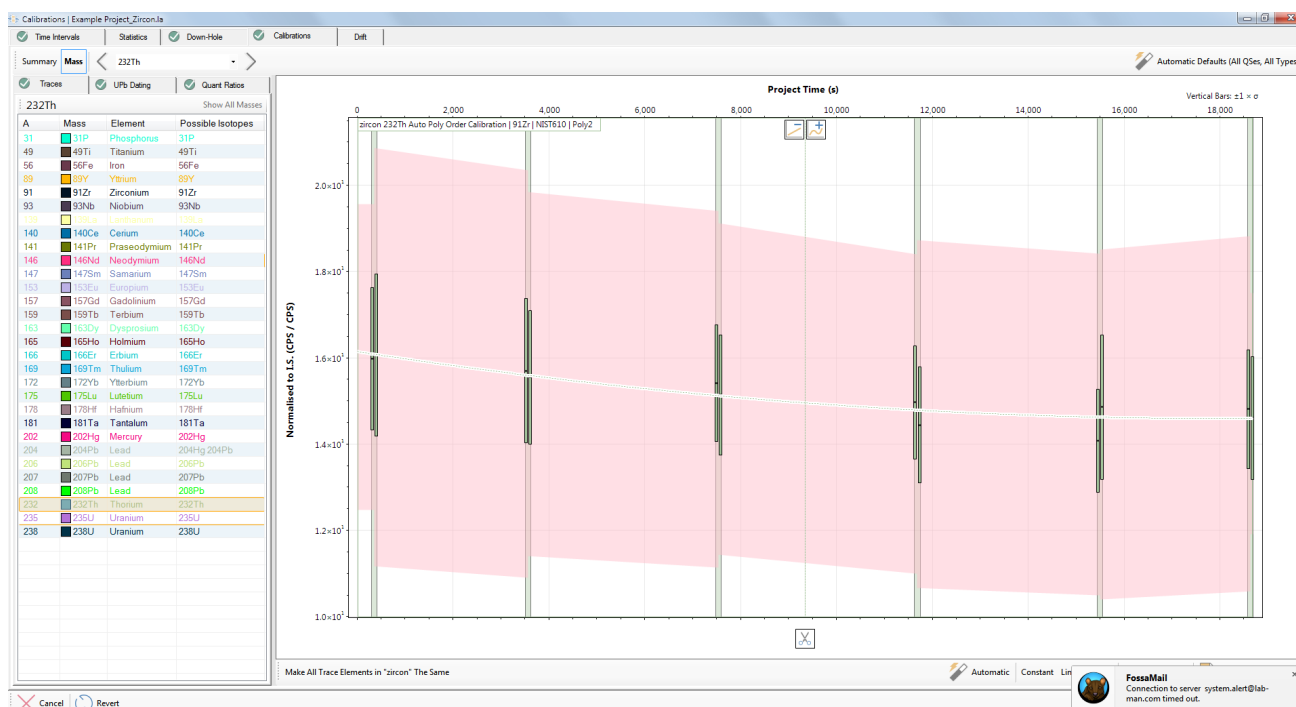 Calibrations | Example Project_Zircon.la
Time Intervals Statistics Down-Hole Calibrations Drift
Summary Mass 232Th Automatic Defaults (All QSes, All Types
Traces UPb Dating Quant Ratios
232Th Show All Masses
A Mass Element Possible Isotopes
31 31P Phosphorus 31P
49 49Ti Titanium 49Ti
56 56Fe Iron 56Fe
89 89Y Yttrium 89Y
91 91Zr Zirconium 91Zr
93 93Nb Niobium 93Nb
140 140Ce Cerium 140Ce
141 141Pr Praseodymium 141Pr
146 146Nd Neodymium 146Nd
147 147Sm Samarium 147Sm
153 153Eu Europium 153Eu
157 157Gd Gadolinium 157Gd
159 159Tb Terbium 159Tb
163 163Dy Dysprosium 163Dy
165 165Ho Holmium 165Ho
166 166Er Erbium 166Er
169 169Tm Thulium 169Tm
172 172Yb Ytterbium 172Yb
175 175Lu Lutetium 175Lu
178 178Hf Hafnium 178Hf
181 181Ta Tantalum 181Ta
202 202Hg Mercury 202Hg
204 204Pb Lead 204Hg 204Pb
206 206Pb Lead 206Pb
207 207Pb Lead 207Pb
208 208Pb Lead 208Pb
232 232Th Thorium 232Th
235 235U Uranium 235U
238 238U Uranium 238U
Project Time (s)
Vertical Bars: ±1 × σ
0 2,000 4,000 6,000 8,000 10,000 12,000 14,000 16,000 18,000
zircon 232Th Auto Poly Order Calibration | 91Zr | NIST610 | Poly2
Normalised to I.S. (CPS / CPS)
2.0×10¹
1.8×10¹
1.6×10¹
1.4×10¹
1.2×10¹
1.0×10¹
Make All Trace Elements in "zircon" The Same Automatic Constant
FossaMail
Connection to server system.alert@lab-
man.com timed out.
Cancel Revert